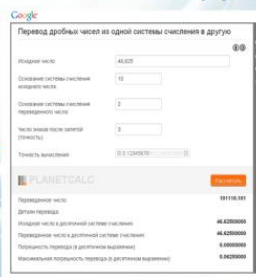 Google
Перевод дробных чисел из одной системы счисления в другую
Исходное число
46,625
Основание системы счисления исходного числа
10
Основание системы счисления переведенного числа
2
Число знаков после запятой (точность)
3
Точность вычисления
PLANETCALC
Рассчитать
Переведенное число
101110.101
Детали перевода
Исходное число в десятичной системе счисления
46.62500000
Переведенное число в десятичной системе счисления
46.62500000
Погрешность перевода (в десятичном выражении)
0.00000000
Максимальная погрешность перевода (в десятичном выражении)
0.06250000